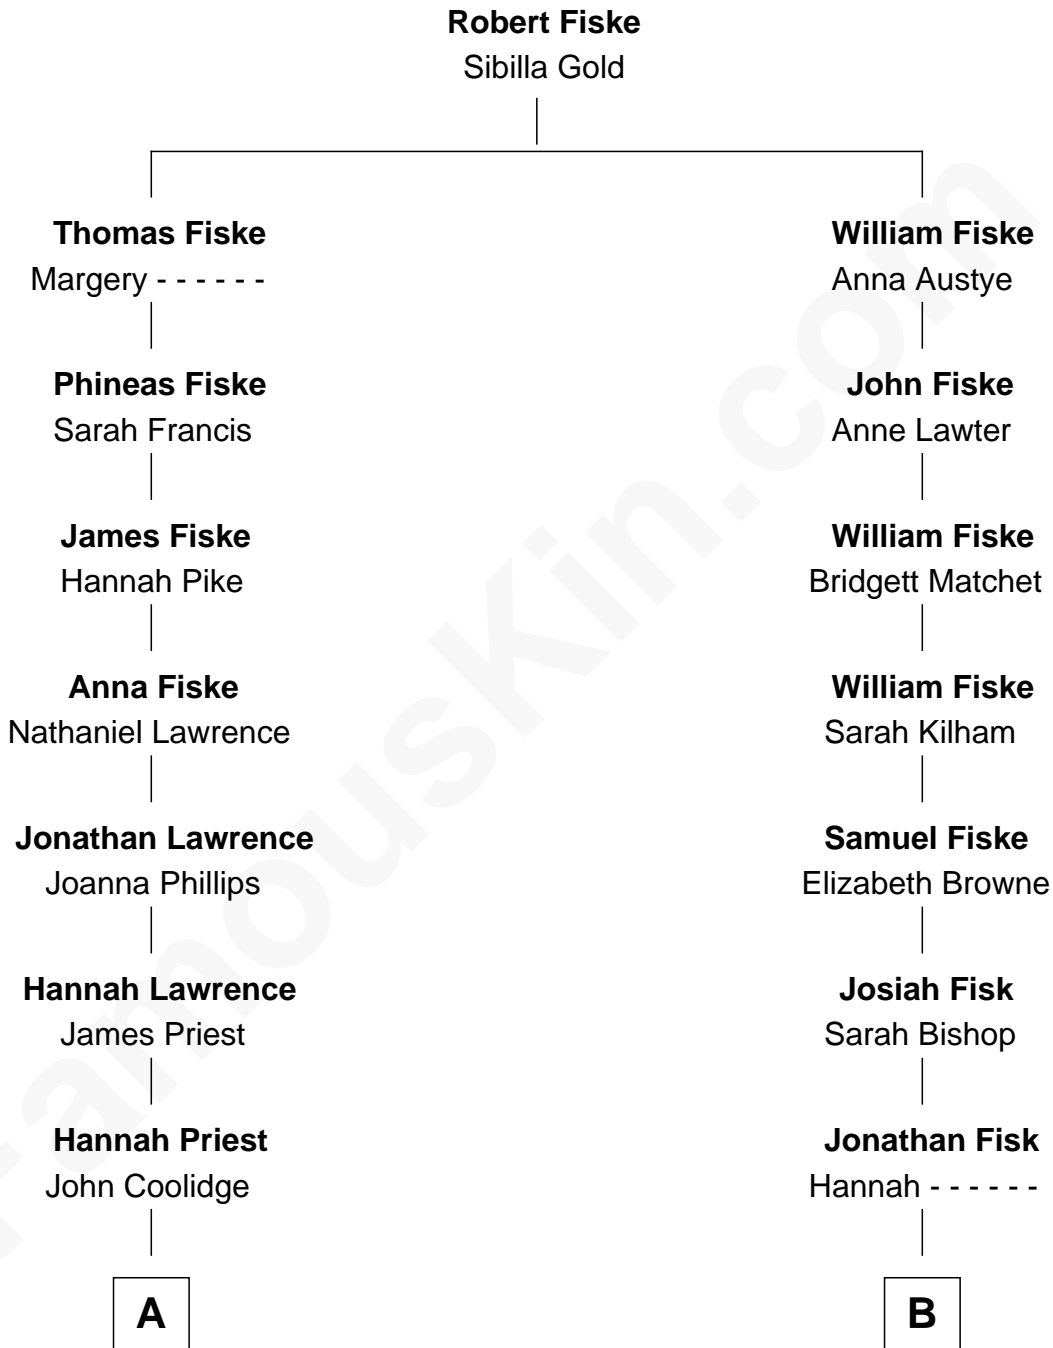 Robert Fiske
Sibilla Gold
Thomas Fiske
Margery - - - - - -
William Fiske
Anna Austye
Phineas Fiske
Sarah Francis
John Fiske
Anne Lawter
James Fiske
Hannah Pike
William Fiske
Bridgett Matchet
Anna Fiske
Nathaniel Lawrence
William Fiske
Sarah Kilham
Jonathan Lawrence
Joanna Phillips
Samuel Fiske
Elizabeth Browne
Hannah Lawrence
James Priest
Josiah Fisk
Sarah Bishop
Hannah Priest
John Coolidge
Jonathan Fisk
Hannah - - - - - -
A
B
FamousKin.com